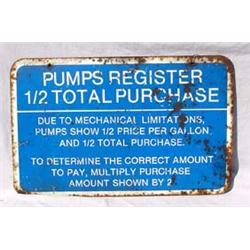 PUMPS REGISTER
1/2 TOTAL PURCHASE
DUE TO MECHANICAL LIMITATIONS,
PUMPS SHOW 1/2 PRICE PER GALLON
AND 1/2 TOTAL PURCHASE.
TO DETERMINE THE CORRECT AMOUNT
TO PAY, MULTIPLY PURCHASE
AMOUNT SHOWN BY 2.